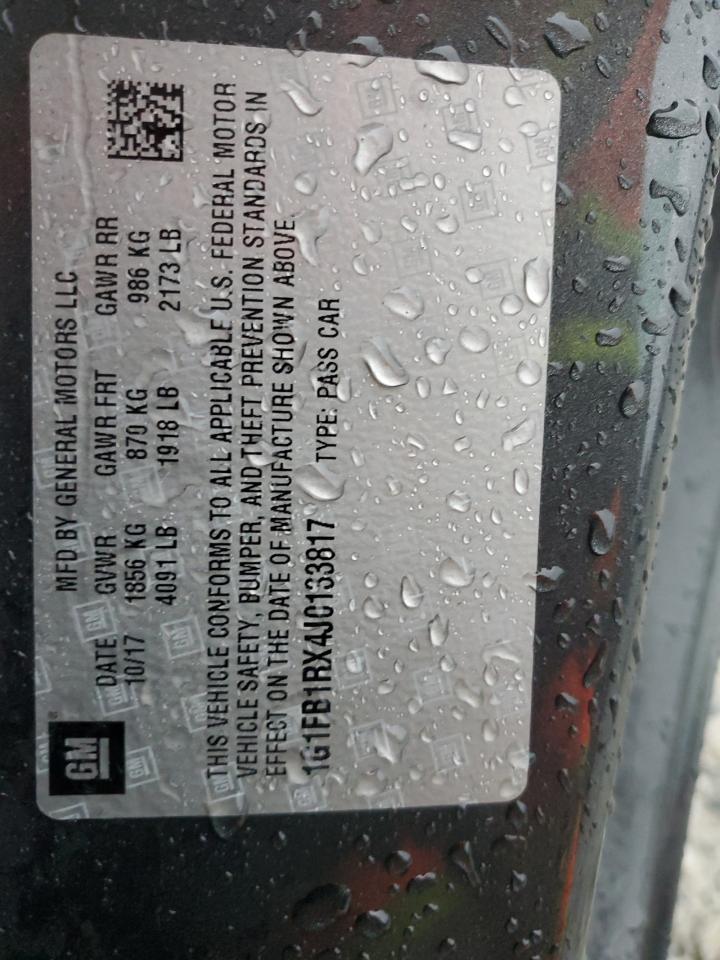 GM
MFD BY GENERAL MOTORS LLC
DATE GVWR GAWR FRT GAWR RR
10/17 1856 KG 870 KG 986 KG
4091 LB 1918 LB 2173 LB
THIS VEHICLE CONFORMS TO ALL APPLICABLE U.S. FEDERAL MOTOR
VEHICLE SAFETY, BUMPER, AND THEFT PREVENTION STANDARDS IN
EFFECT ON THE DATE OF MANUFACTURE SHOWN ABOVE.
1G1FB1RX4J0133817 TYPE: PASS CAR